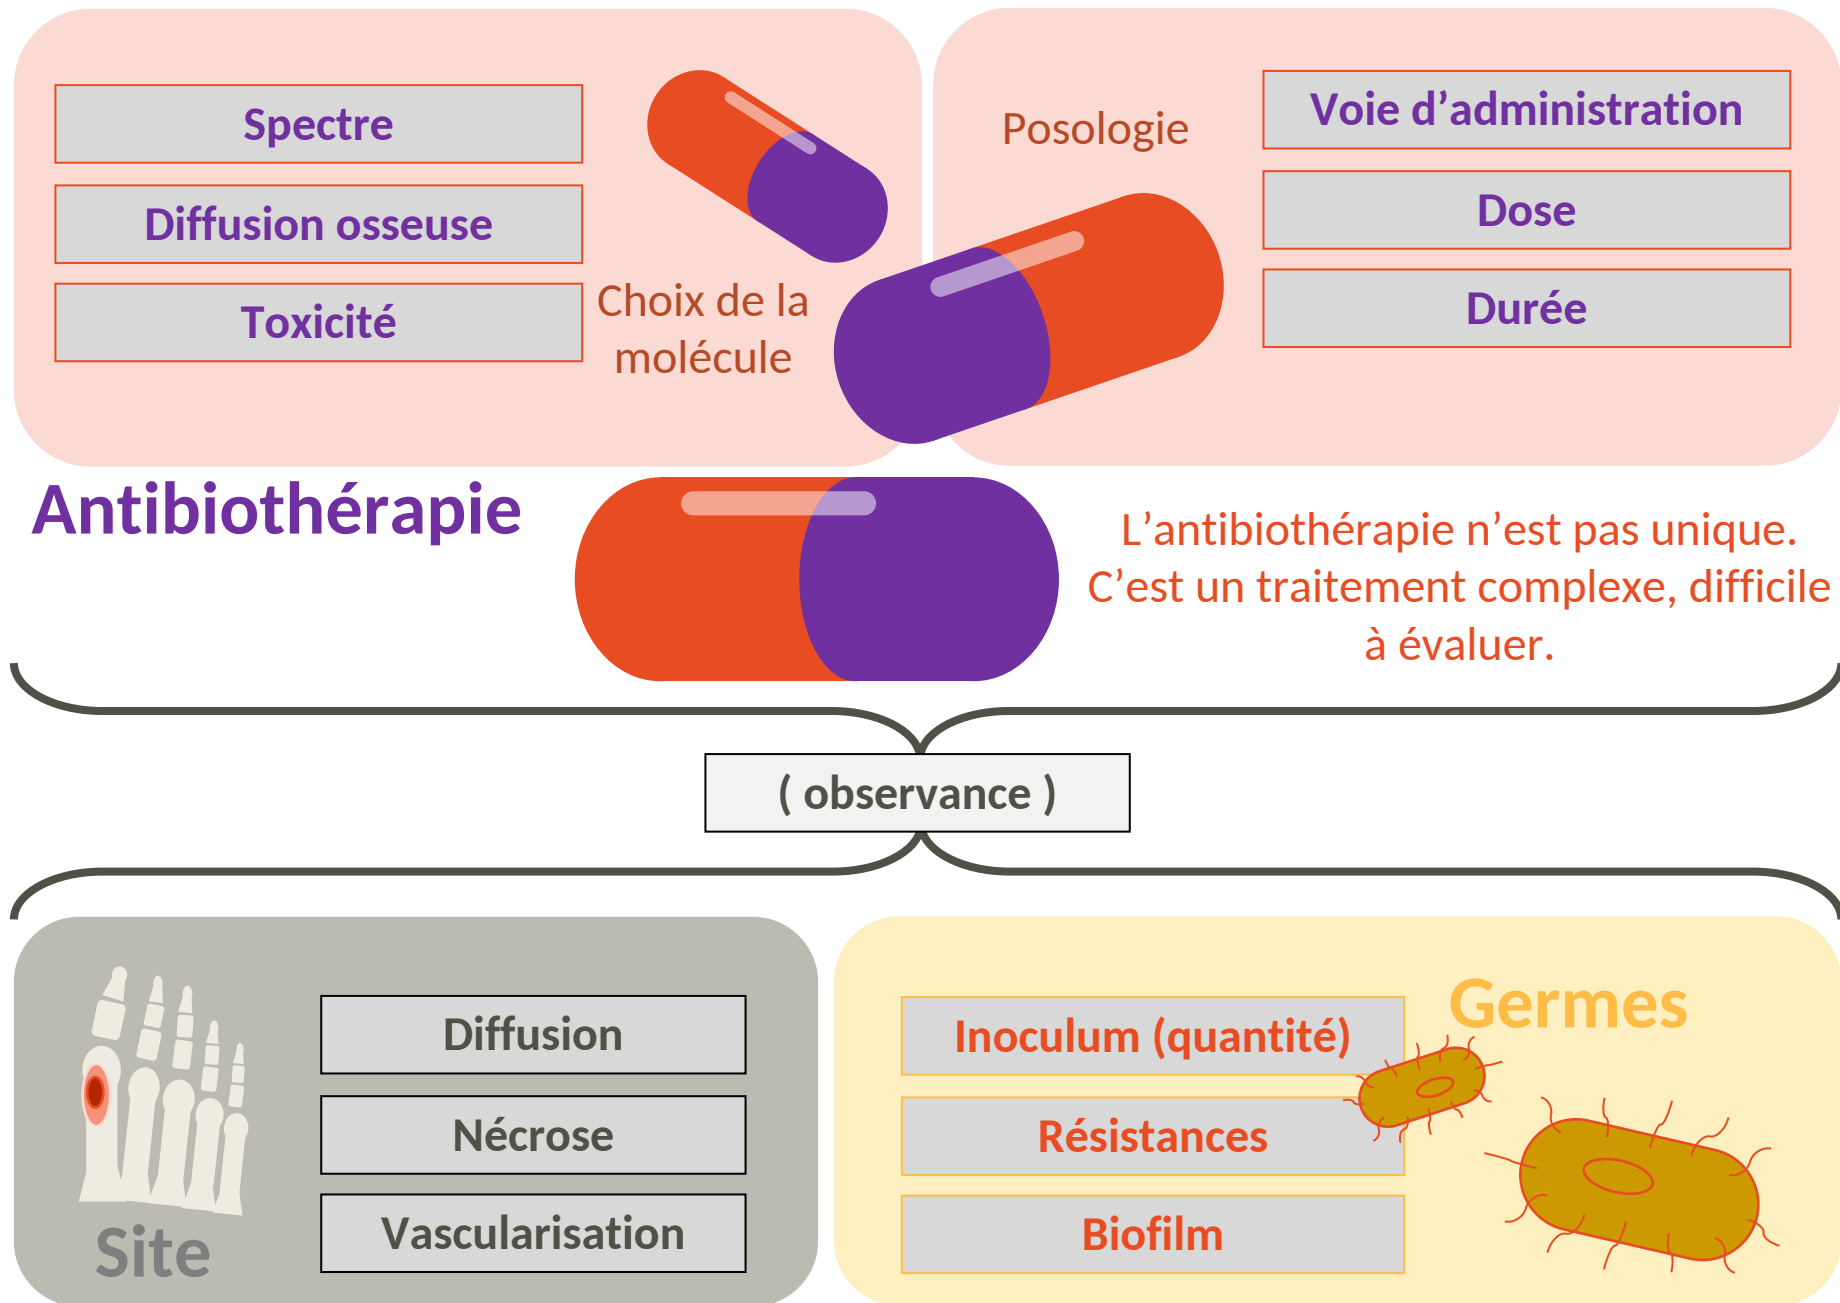 Spectre
Diffusion osseuse
Toxicité
Choix de la
molécule
Posologie
Voie d’administration
Dose
Durée
Antibiothérapie
L’antibiothérapie n’est pas unique.
C’est un traitement complexe, difficile
à évaluer.
( observance )
Diffusion
Nécrose
Vascularisation
Site
Germes
Inoculum (quantité)
Résistances
Biofilm